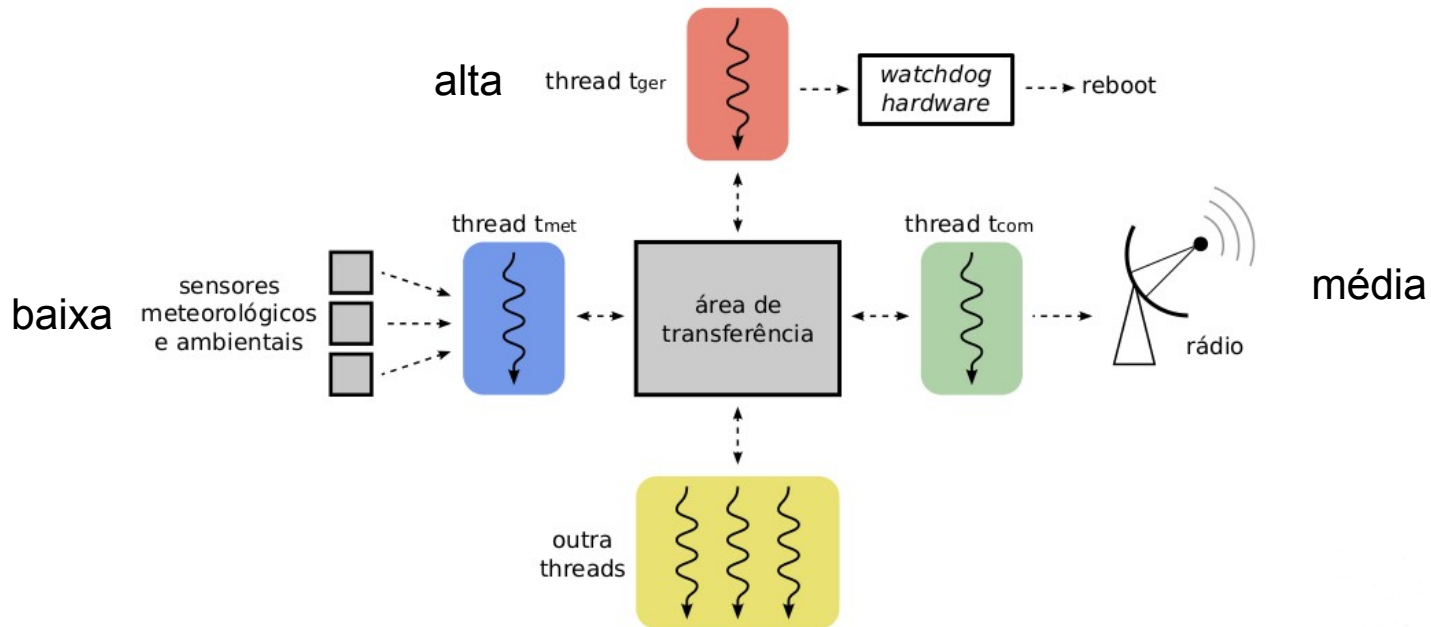 alta
thread tger
watchdog
hardware
reboot
thread tmet
thread tcom
baixa
sensores
meteorológicos
e ambientais
área de
transferência
média
rádio
outra
threads